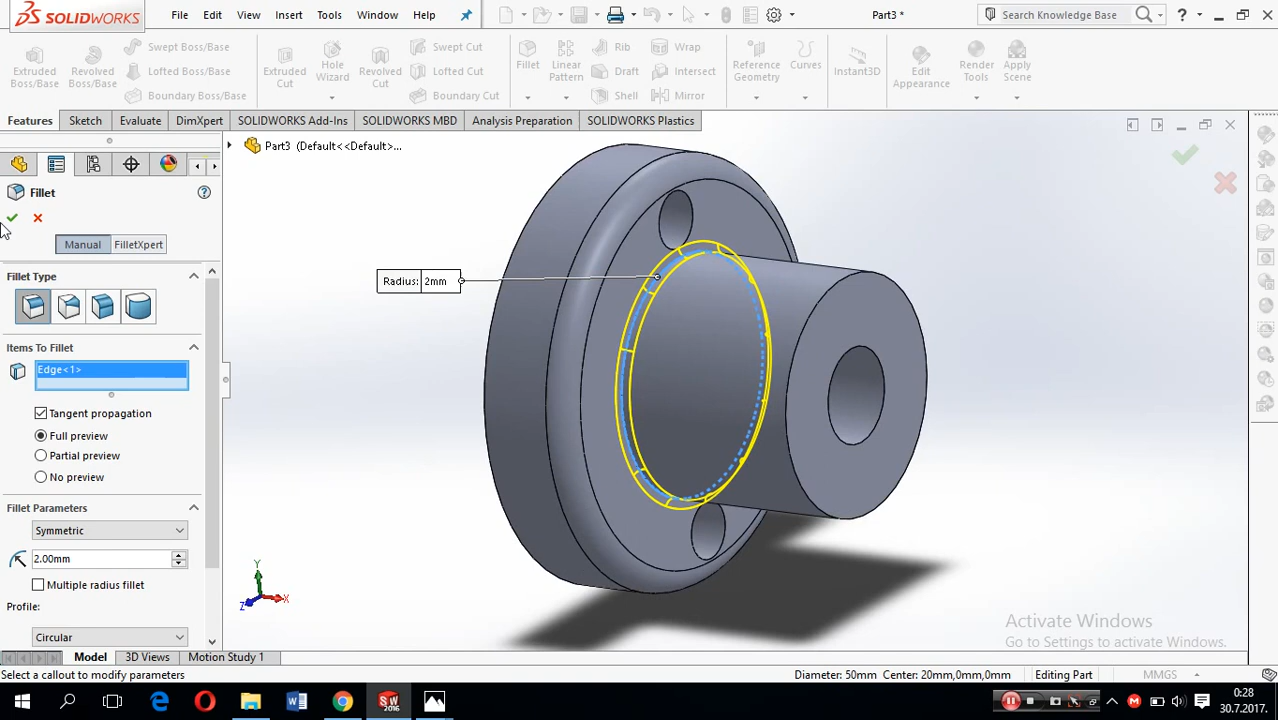 SOLIDWORKS File Edit View Insert Tools Window Help Part3 * Search Knowledge Base ?
Extruded Boss/Base
Revolved Boss/Base
Swept Boss/Base
Lofted Boss/Base
Boundary Boss/Base
Extruded Cut
Hole Wizard
Revolved Cut
Swept Cut
Lofted Cut
Boundary Cut
Fillet
Linear Pattern
Rib
Draft
Shell
Wrap
Intersect
Mirror
Reference Geometry
Curves
Instant3D
Edit Appearance
Render Tools
Apply Scene
Features Sketch Evaluate DimXpert SOLIDWORKS Add-Ins SOLIDWORKS MBD Analysis Preparation SOLIDWORKS Plastics
Part3 (Default<<Default>...
Fillet ?
Manual FilletXpert
Fillet Type
Items To Fillet
Edge<1>
Tangent propagation
Full preview
Partial preview
No preview
Fillet Parameters
Symmetric
2.00mm
Multiple radius fillet
Profile:
Circular
Radius: 2mm
Y
Z X
Activate Windows
Go to Settings to activate Windows.
Model 3D Views Motion Study 1
Select a callout to modify parameters Diameter: 50mm Center: 20mm,0mm,0mm Editing Part MMGS
SW 2016
0:28
30.7.2017.